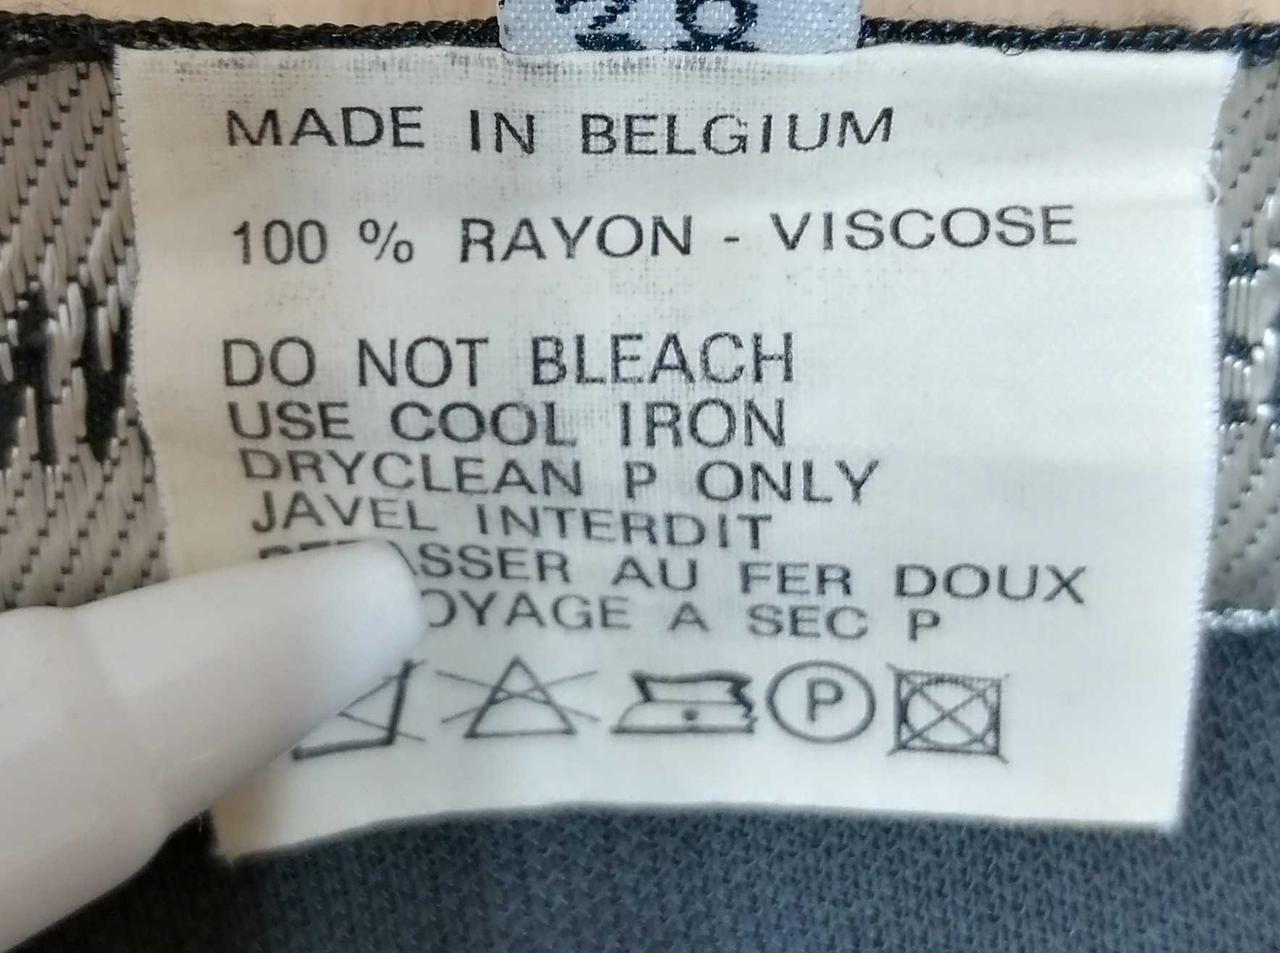 MADE IN BELGIUM
100 % RAYON - VISCOSE
DO NOT BLEACH
USE COOL IRON
DRYCLEAN P ONLY
JAVEL INTERDIT
AU FER DOUX
A SEC P
P